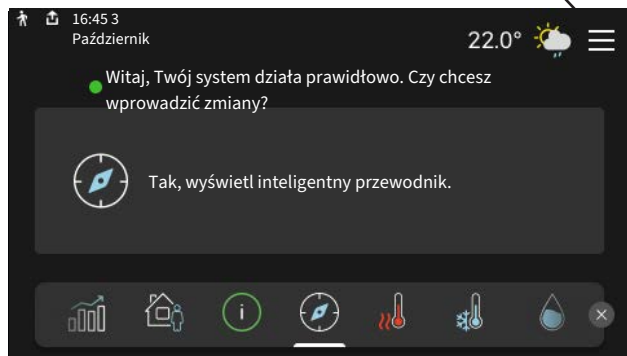 16:45 3
Październik
22.0°
Witaj, Twój system działa prawidłowo. Czy chcesz
wprowadzić zmiany?
Tak, wyświetl inteligentny przewodnik.
i